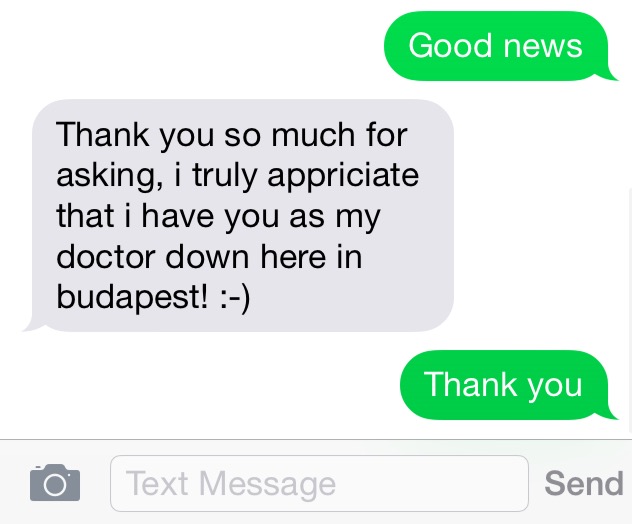 Good news
Thank you so much for
asking, i truly appriciate
that i have you as my
doctor down here in
budapest! :-)
Thank you
Text Message
Send